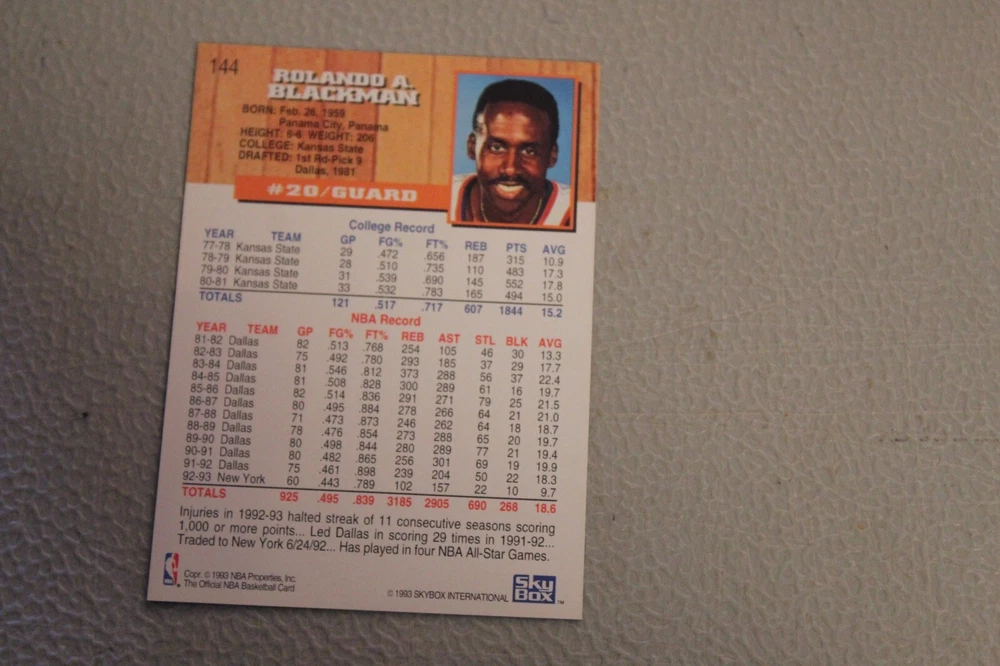 144
ROLANDO A.
BLACKMAN
BORN: Feb. 26, 1959
Panama City, Panama
HEIGHT: 6-6 WEIGHT: 206
COLLEGE: Kansas State
DRAFTED: 1st Rd-Pick 9
Dallas, 1981
#20/GUARD
College Record
YEAR TEAM GP FG% FT% REB PTS AVG
77-78 Kansas State 29 .472 .656 187 315 10.9
78-79 Kansas State 28 .510 .735 110 483 17.3
79-80 Kansas State 31 .539 .690 145 552 17.8
80-81 Kansas State 33 .532 .783 165 494 15.0
TOTALS 121 .517 .717 607 1844 15.2
NBA Record
YEAR TEAM GP FG% FT% REB AST STL BLK AVG
81-82 Dallas 82 .513 .768 254 105 46 30 13.3
82-83 Dallas 75 .492 .780 293 185 37 29 17.7
83-84 Dallas 81 .546 .812 373 288 56 37 22.4
84-85 Dallas 81 .508 .828 300 289 61 16 19.7
85-86 Dallas 82 .514 .836 291 271 79 25 21.5
86-87 Dallas 80 .495 .884 278 266 64 21 21.0
87-88 Dallas 71 .473 .873 246 262 64 18 18.7
88-89 Dallas 78 .476 .854 273 288 65 20 19.7
89-90 Dallas 80 .498 .844 280 289 77 21 19.4
90-91 Dallas 80 .482 .865 256 301 69 19 19.9
91-92 Dallas 75 .461 .898 239 204 50 22 18.3
92-93 New York 60 .443 .789 102 157 22 10 9.7
TOTALS 925 .495 .839 3185 2905 690 268 18.6
Injuries in 1992-93 halted streak of 11 consecutive seasons scoring
1,000 or more points... Led Dallas in scoring 29 times in 1991-92...
Traded to New York 6/24/92... Has played in four NBA All-Star Games.
Copr. © 1993 NBA Properties, Inc.
The Official NBA Basketball Card
© 1993 SKYBOX INTERNATIONAL
Sky
Box
™